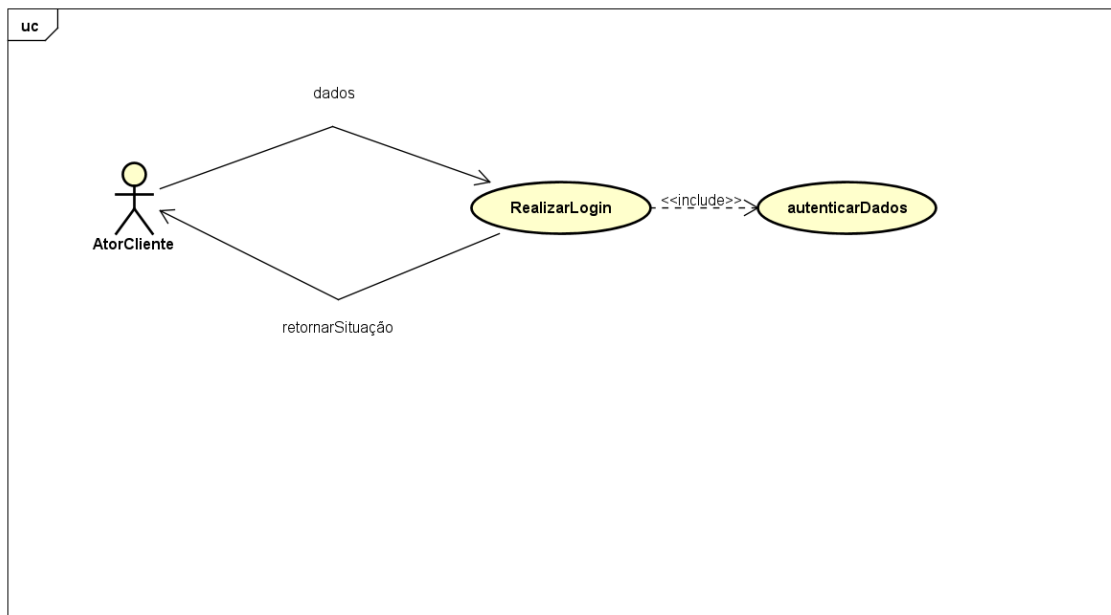 uc
dados
RealizarLogin
<<include>>
autenticarDados
AtorCliente
retornarSituação